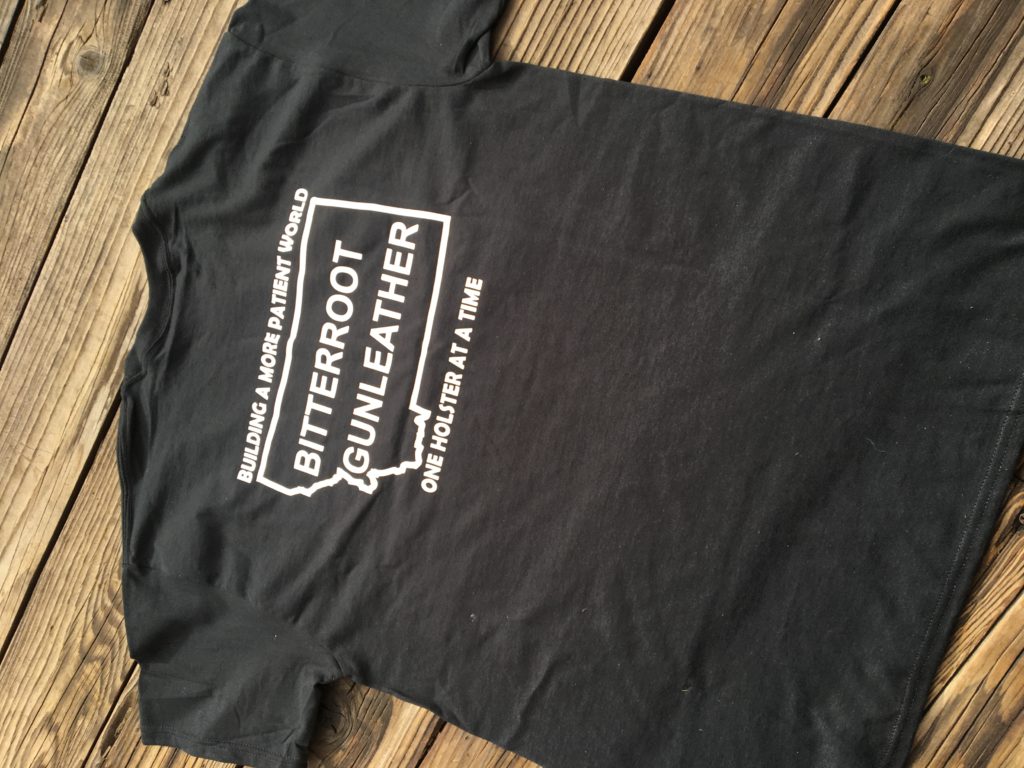 BUILDING A MORE PATIENT WORLD
BITTERROOT
GUNLEATHER
ONE HOLSTER AT A TIME